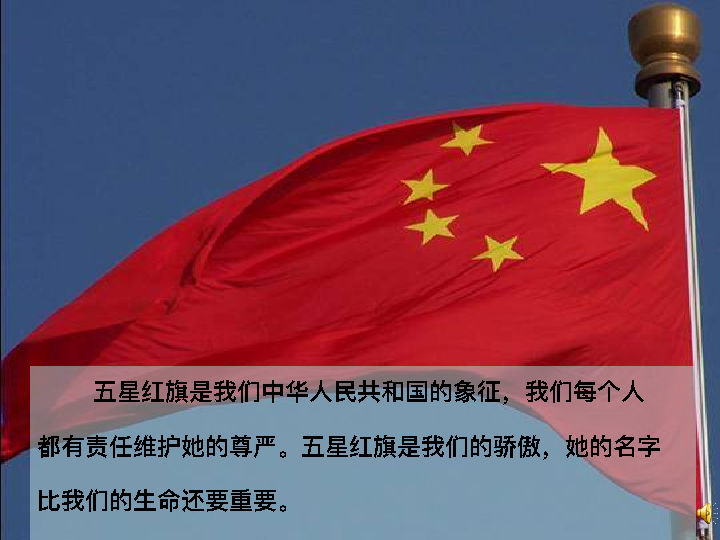 五星红旗是我们中华人民共和国的象征，我们每个人
都有责任维护她的尊严。五星红旗是我们的骄傲，她的名字
比我们的生命还要重要。